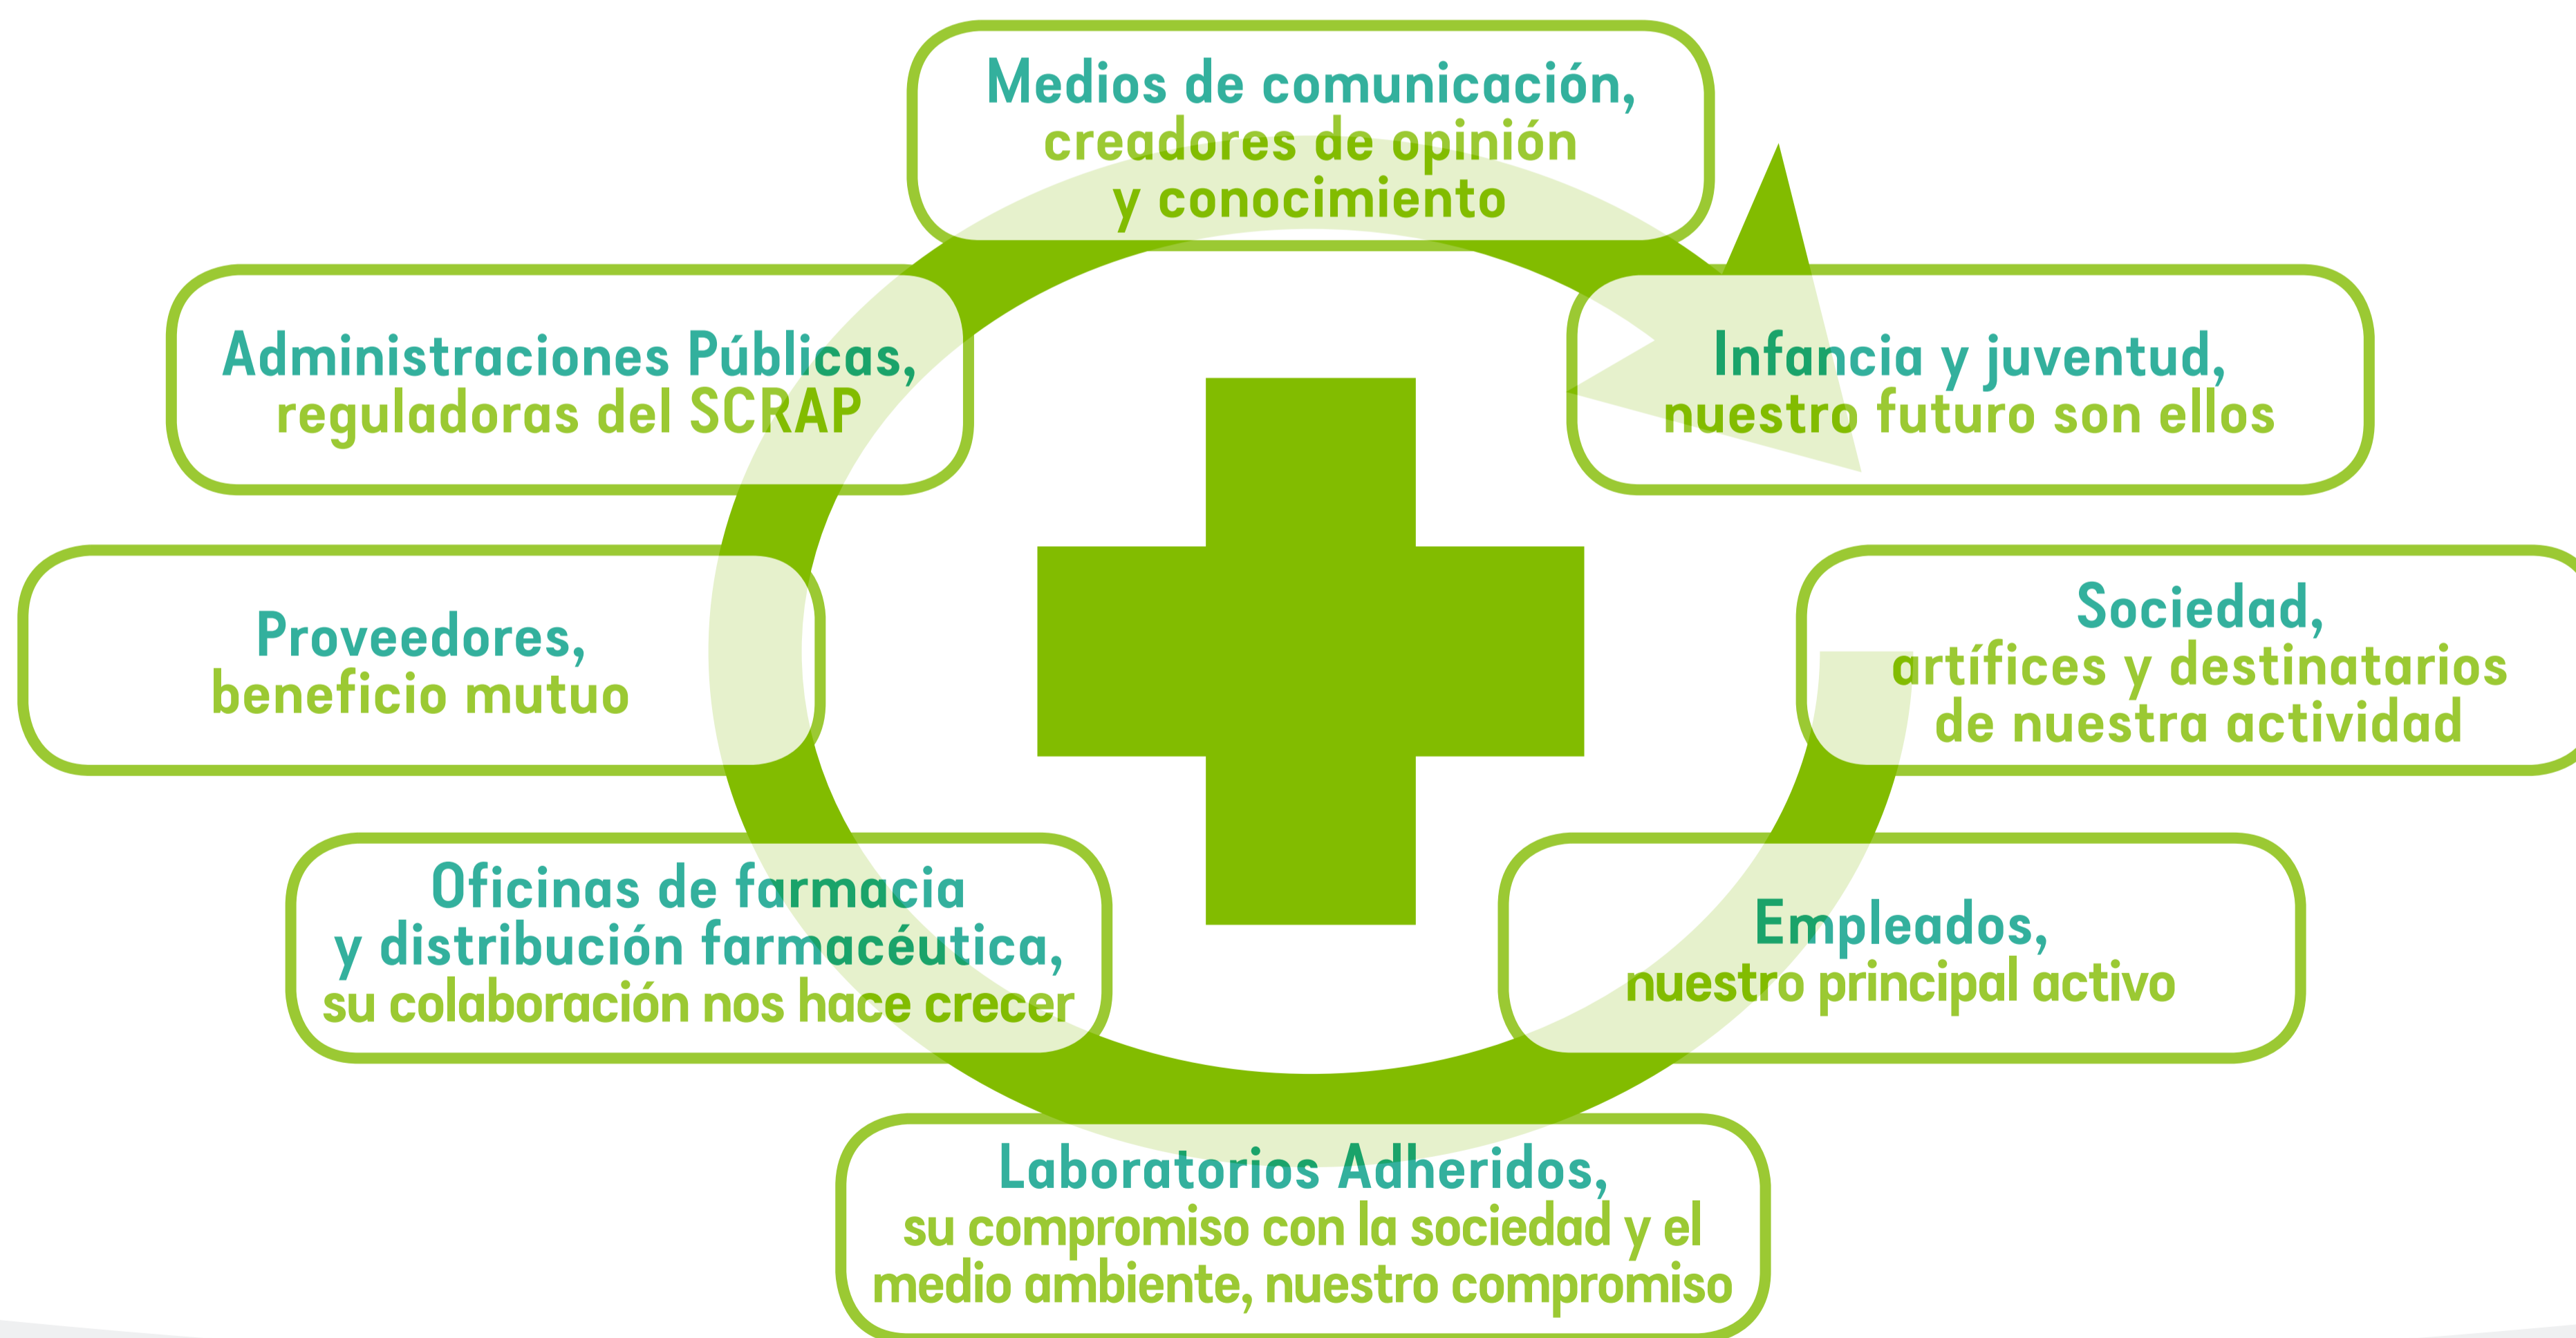 Medios de comunicación,
creadores de opinión
y conocimiento
Administraciones Públicas,
reguladoras del SCRAP
Infancia y juventud,
nuestro futuro son ellos
Proveedores,
beneficio mutuo
Sociedad,
artífices y destinatarios
de nuestra actividad
Oficinas de farmacia
y distribución farmacéutica,
su colaboración nos hace crecer
Empleados,
nuestro principal activo
Laboratorios Adheridos,
su compromiso con la sociedad y el
medio ambiente, nuestro compromiso